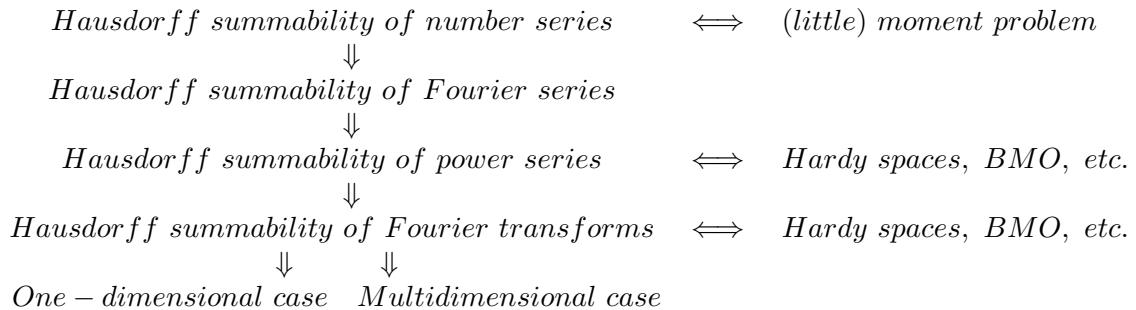 Hausdorff summability of number series ⟺ (little) moment problem
⇓
Hausdorff summability of Fourier series
⇓
Hausdorff summability of power series ⟺ Hardy spaces, BMO, etc.
⇓
Hausdorff summability of Fourier transforms ⟺ Hardy spaces, BMO, etc.
⇓ ⇓
One − dimensional case Multidimensional case